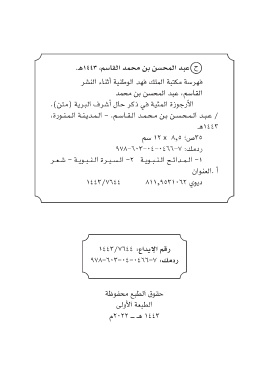 ح عبد المحسن بن محمد القاسم، ١٤٤٣هـ.
فهرسة مكتبة الملك فهد الوطنية أثناء النشر
القاسم، عبد المحسن بن محمد
الأرجوزة المئية في ذكر حال أشرف البرية (متن).
/ عبد المحسن بن محمد القاسم. - المدينة المنورة،
١٤٤٣هـ
٣٥ص؛ ٨,٥ x ١٢ سم
ردمك: ٧-٠٤٦٦-٠٤-٦٠٣-٩٧٨
١- المدائح النبوية ٢- السيرة النبوية - شعر
أ .العنوان
ديوي ٨١١,٩٥٣١٠٦٢ ١٤٤٣/٧٦٤٤
رقم الإيداع: ١٤٤٣/٧٦٤٤
ردمك: ٧-٠٤٦٦-٠٤-٦٠٣-٩٧٨
حقوق الطبع محفوظة
الطبعة الأولى
١٤٤٣ هـ - ٢٠٢٢م